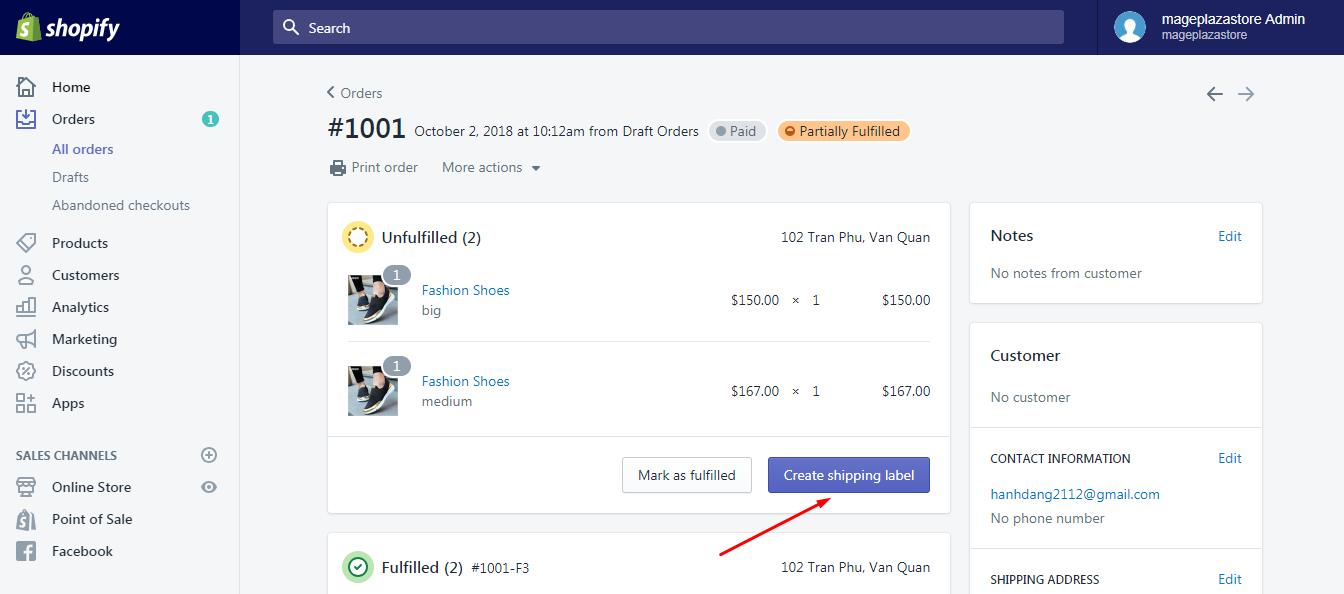 shopify
Search
mageplazastore Admin
mageplazastore
Home
Orders
1
All orders
Drafts
Abandoned checkouts
Products
Customers
Analytics
Marketing
Discounts
Apps
SALES CHANNELS
Online Store
Point of Sale
Facebook
Orders
#1001 October 2, 2018 at 10:12am from Draft Orders Paid Partially Fulfilled
Print order More actions
Unfulfilled (2) 102 Tran Phu, Van Quan
1
Fashion Shoes
big
$150.00 × 1 $150.00
1
Fashion Shoes
medium
$167.00 × 1 $167.00
Mark as fulfilled Create shipping label
Fulfilled (2) #1001-F3 102 Tran Phu, Van Quan
Notes Edit
No notes from customer
Customer
No customer
CONTACT INFORMATION Edit
hanhdang2112@gmail.com
No phone number
SHIPPING ADDRESS Edit